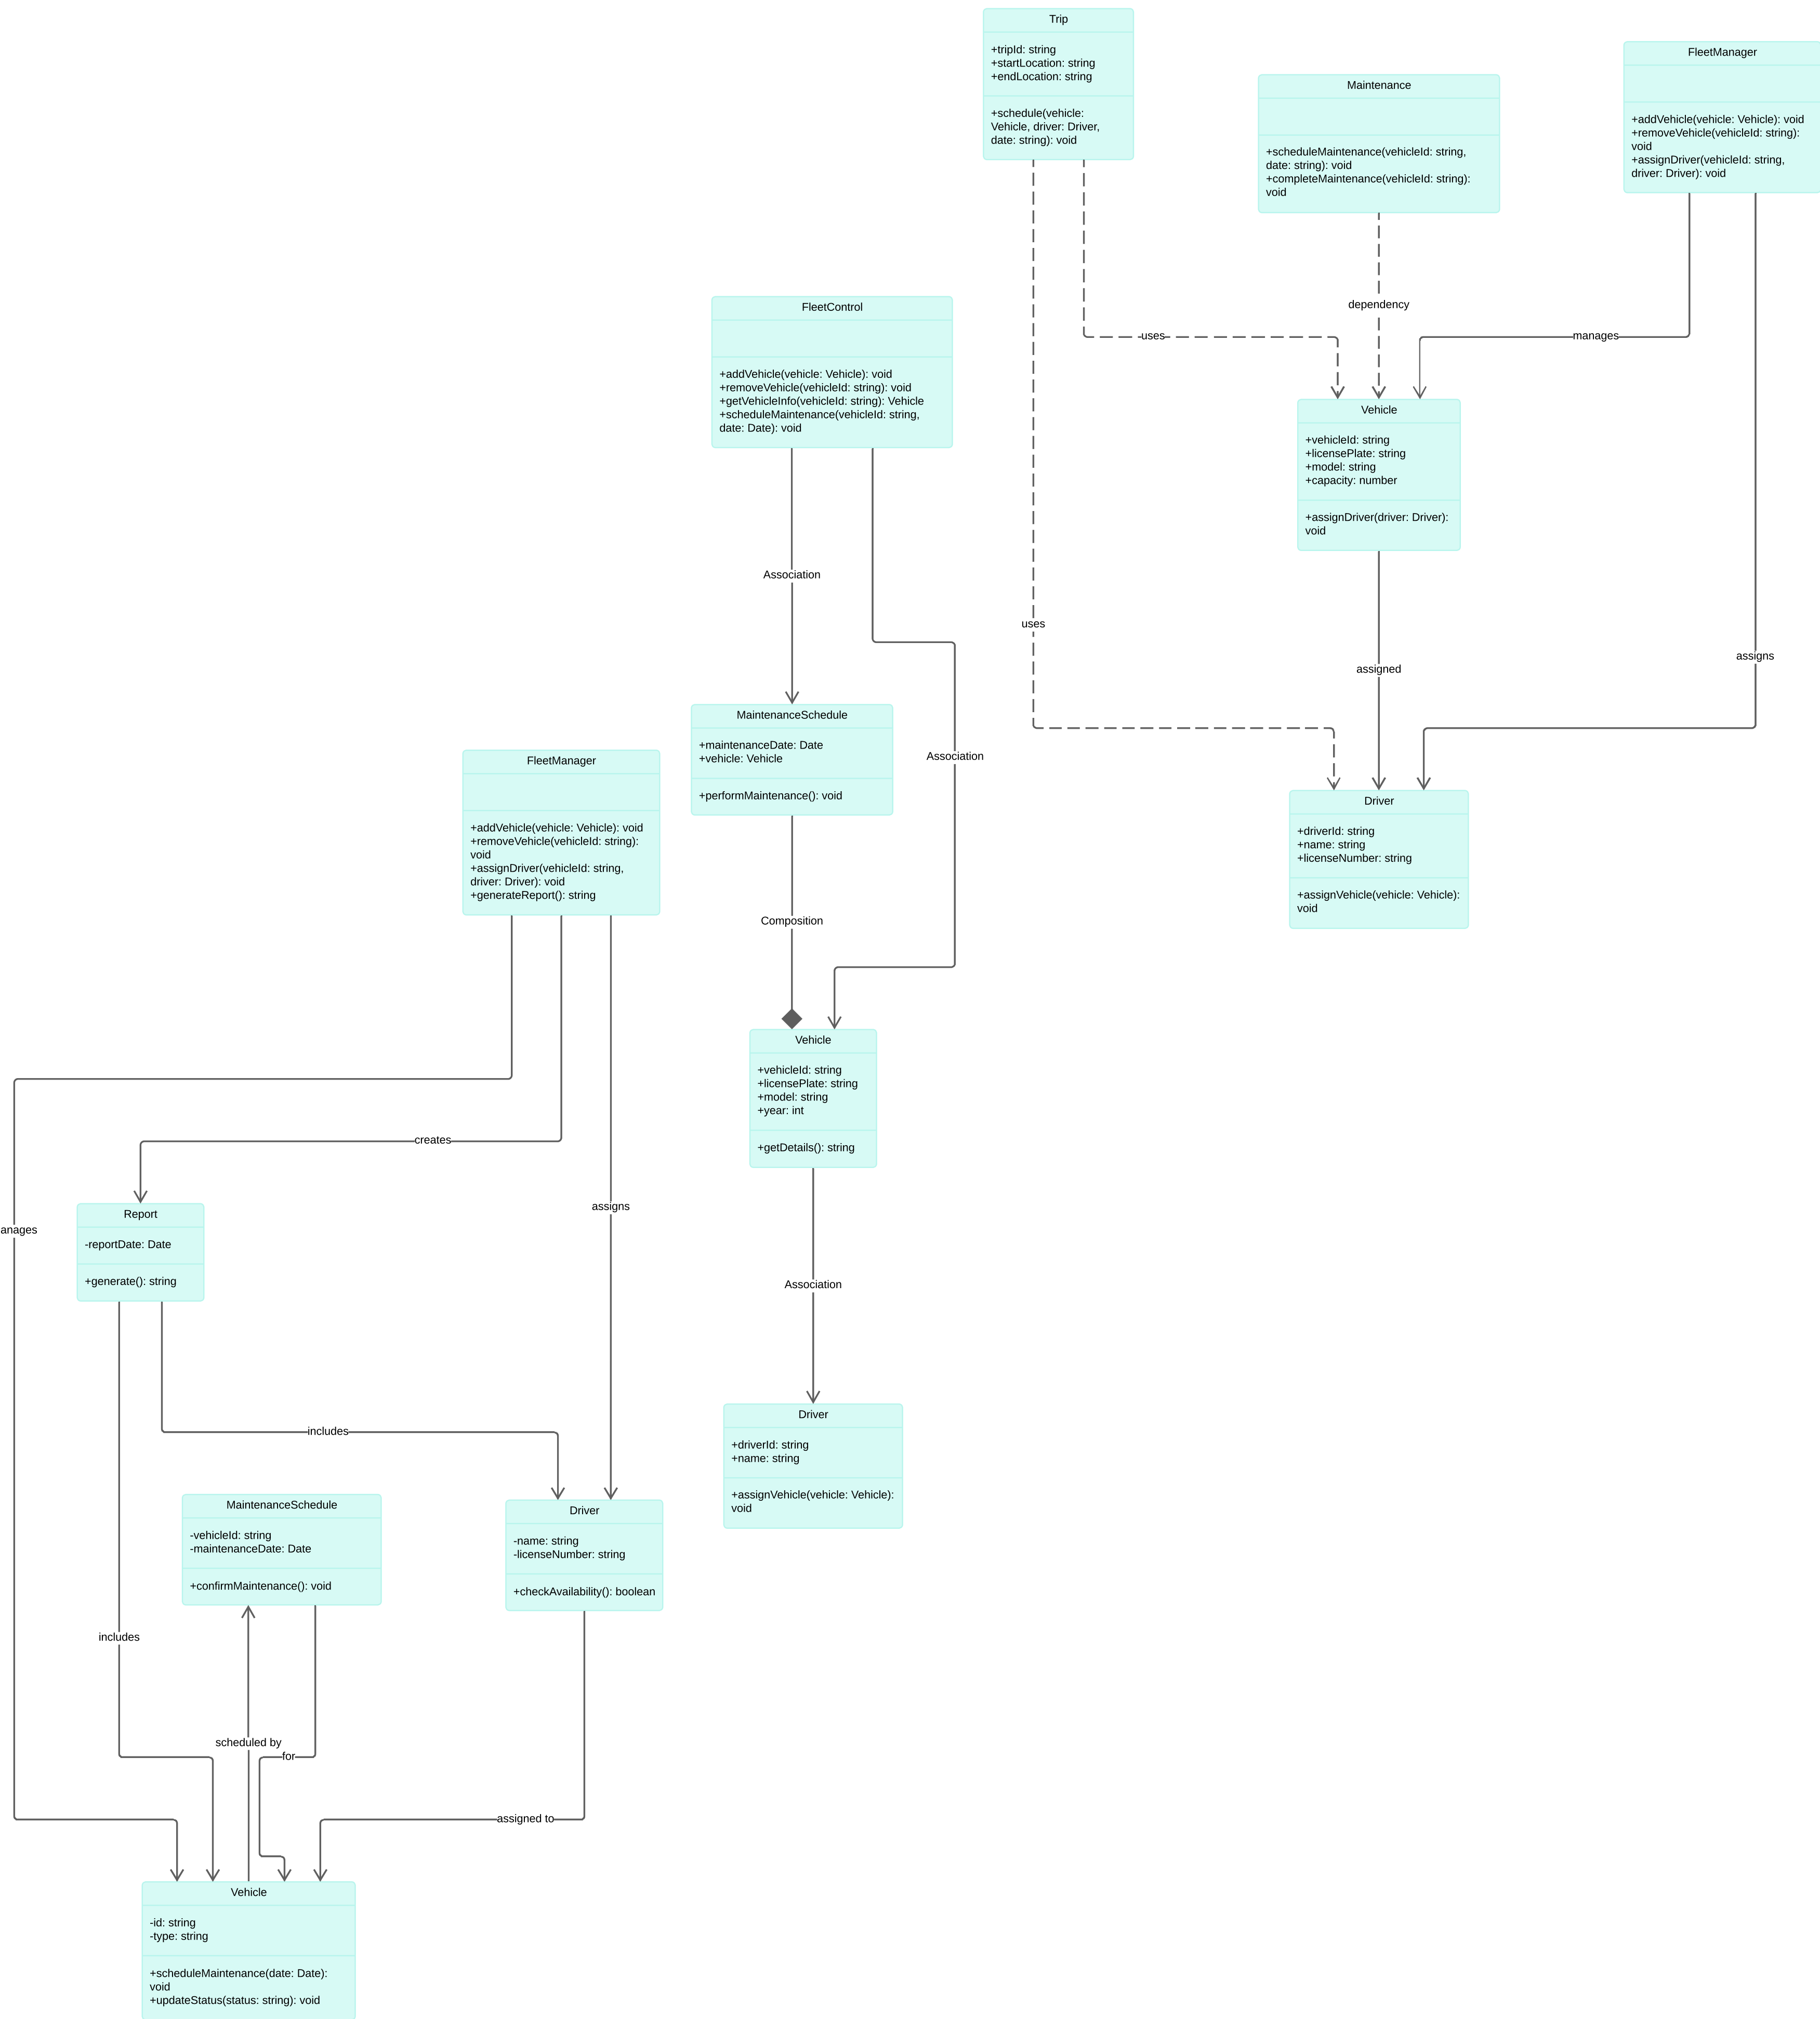 Trip
+tripId: string
+startLocation: string
+endLocation: string
+schedule(vehicle:
Vehicle, driver: Driver,
date: string): void
FleetManager
+addVehicle(vehicle: Vehicle): void
+removeVehicle(vehicleId: string):
void
+assignDriver(vehicleId: string,
driver: Driver): void
Maintenance
+scheduleMaintenance(vehicleId: string,
date: string): void
+completeMaintenance(vehicleId: string):
void
uses
dependency
manages
Vehicle
+vehicleId: string
+licensePlate: string
+model: string
+capacity: number
+assignDriver(driver: Driver):
void
uses
assigned
assigns
Driver
+driverId: string
+name: string
+licenseNumber: string
+assignVehicle(vehicle: Vehicle):
void
FleetControl
+addVehicle(vehicle: Vehicle): void
+removeVehicle(vehicleId: string): void
+getVehicleInfo(vehicleId: string): Vehicle
+scheduleMaintenance(vehicleId: string,
date: Date): void
Association
Association
MaintenanceSchedule
+maintenanceDate: Date
+vehicle: Vehicle
+performMaintenance(): void
Composition
Vehicle
+vehicleId: string
+licensePlate: string
+model: string
+year: int
+getDetails(): string
Association
Driver
+driverId: string
+name: string
+assignVehicle(vehicle: Vehicle):
void
FleetManager
+addVehicle(vehicle: Vehicle): void
+removeVehicle(vehicleId: string):
void
+assignDriver(vehicleId: string,
driver: Driver): void
+generateReport(): string
creates
assigns
anages
Report
-reportDate: Date
+generate(): string
includes
includes
MaintenanceSchedule
-vehicleId: string
-maintenanceDate: Date
+confirmMaintenance(): void
Driver
-name: string
-licenseNumber: string
+checkAvailability(): boolean
scheduled by
for
assigned to
Vehicle
-id: string
-type: string
+scheduleMaintenance(date: Date):
void
+updateStatus(status: string): void